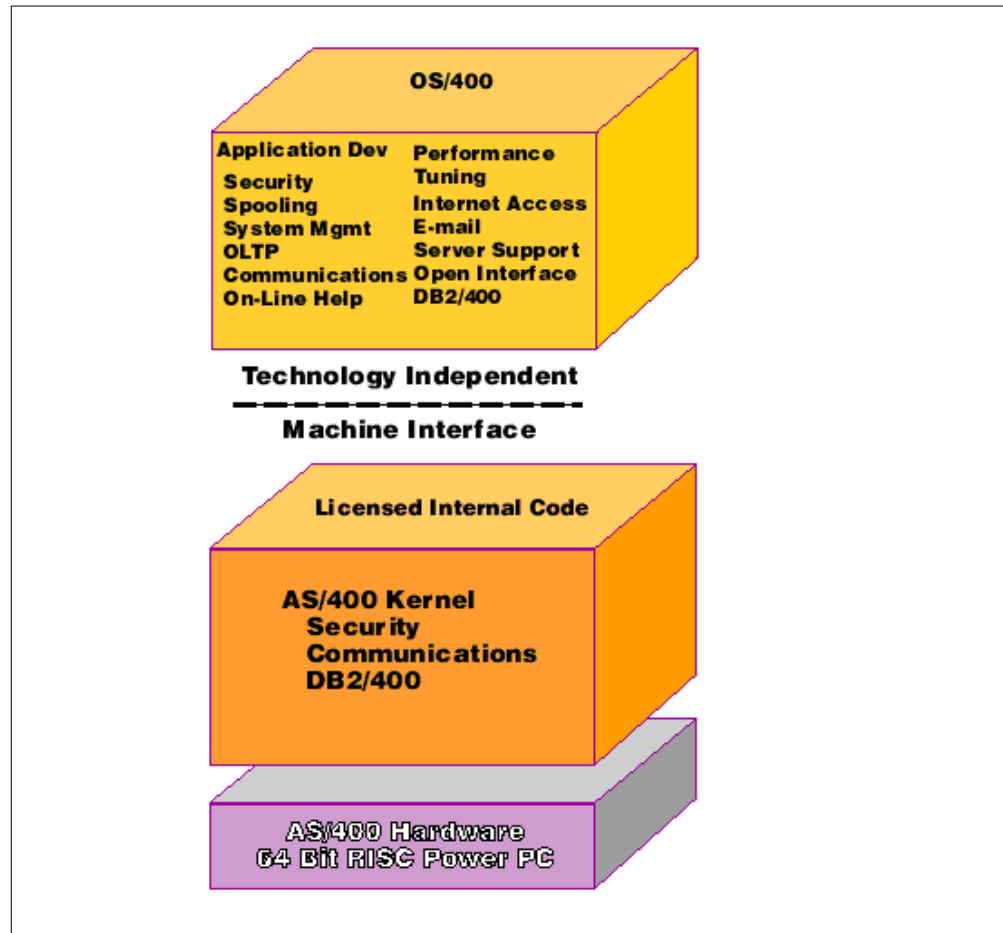 OS/400
Application Dev
Security
Spooling
System Mgmt
OLTP
Communications
On-Line Help
Performance
Tuning
Internet Access
E-mail
Server Support
Open Interface
DB2/400
Technology Independent
Machine Interface
Licensed Internal Code
AS/400 Kernel
Security
Communications
DB2/400
AS/400 Hardware
64 Bit RISC Power PC